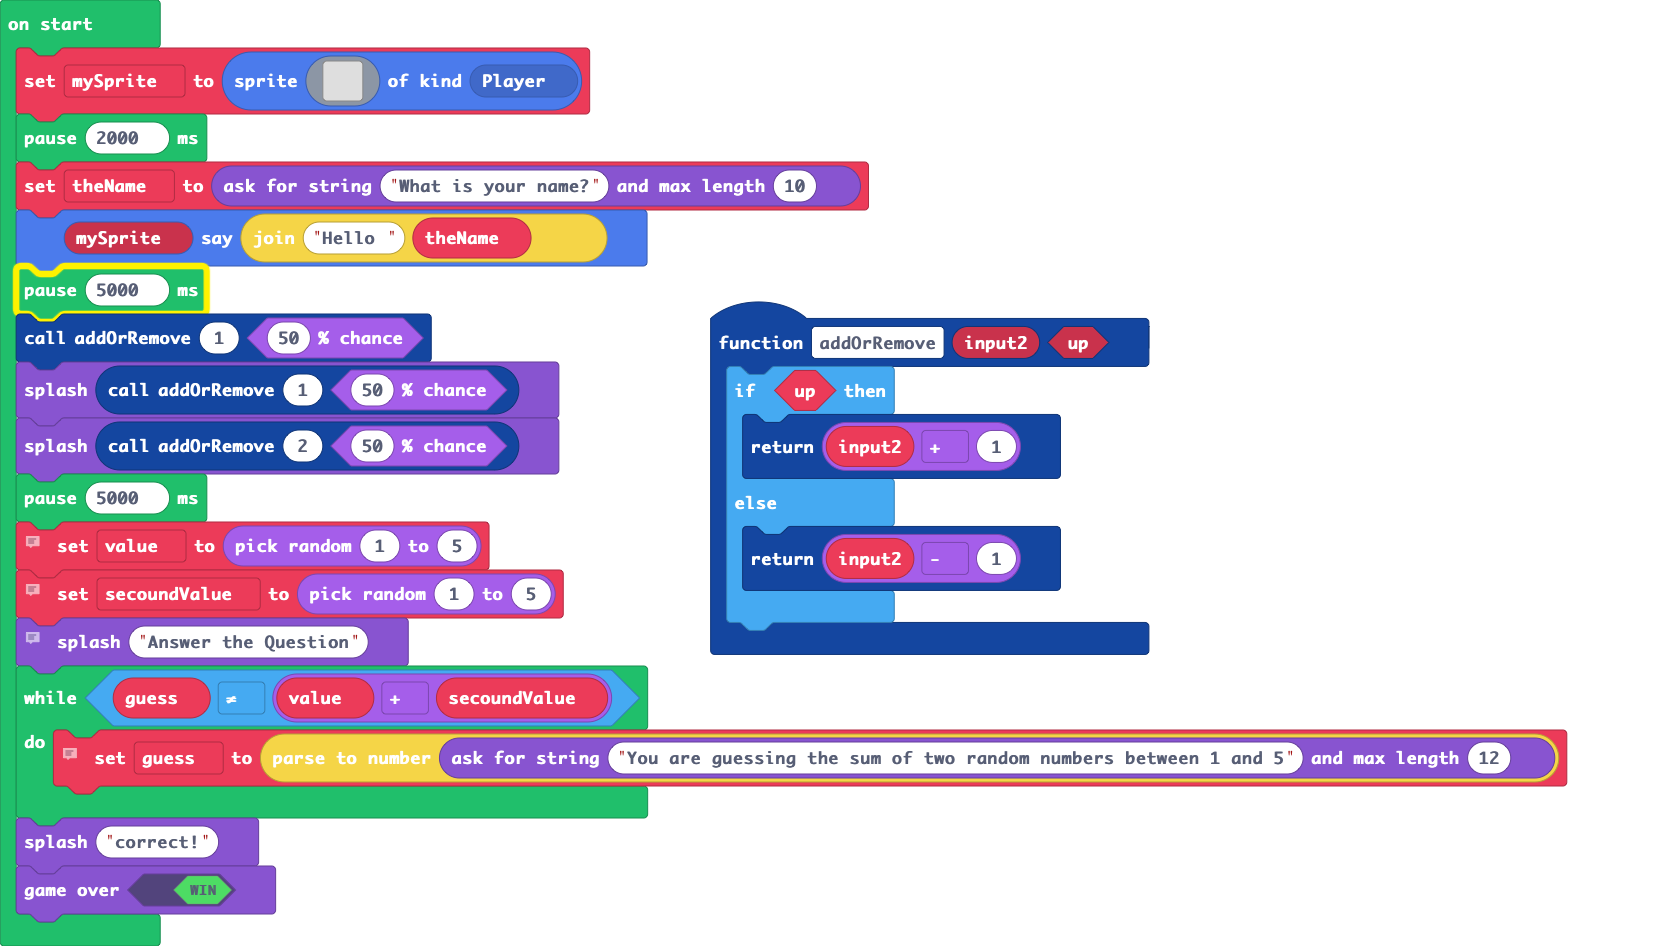 on start
set mySprite to sprite of kind Player
pause 2000 ms
set theName to ask for string "What is your name?" and max length 10
mySprite say join "Hello " theName
pause 5000 ms
call addOrRemove 1 50 % chance
splash call addOrRemove 1 50 % chance
splash call addOrRemove 2 50 % chance
pause 5000 ms
set value to pick random 1 to 5
set secoundValue to pick random 1 to 5
splash "Answer the Question"
while guess ≠ value + secoundValue
do
set guess to parse to number ask for string "You are guessing the sum of two random numbers between 1 and 5" and max length 12
splash "correct!"
game over WIN
function addOrRemove input2 up
if up then
return input2 + 1
else
return input2 - 1